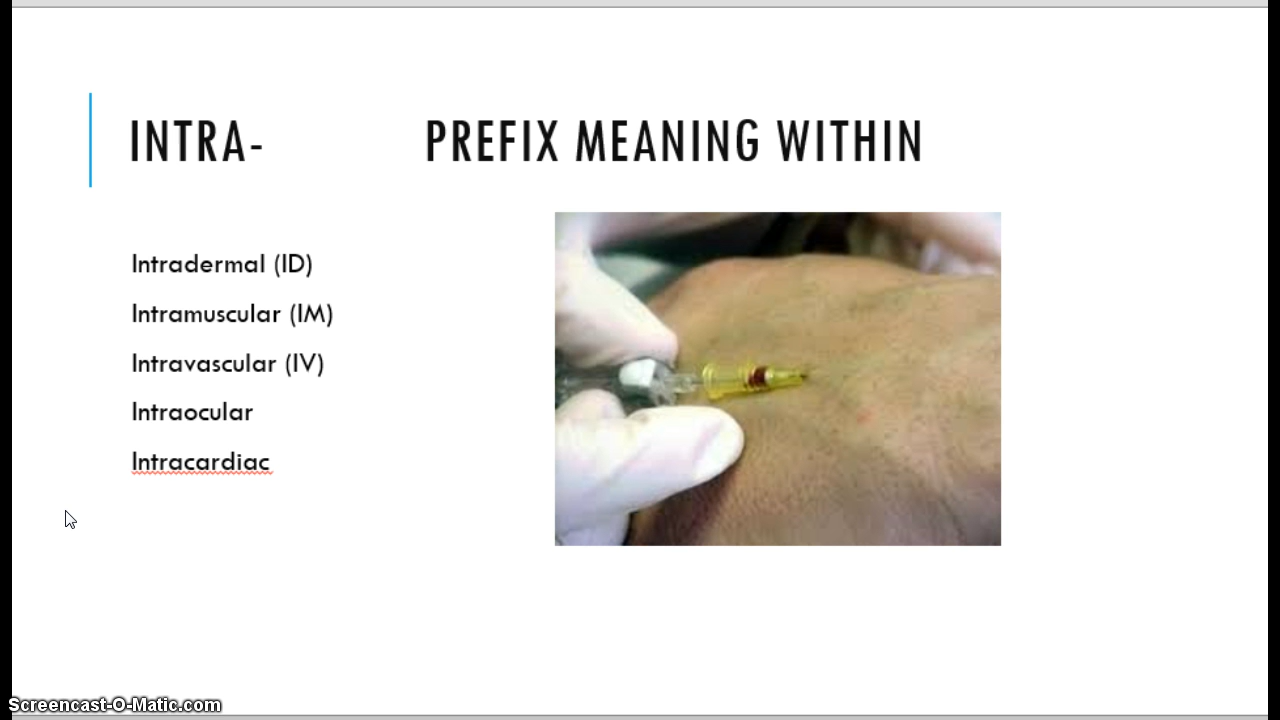 INTRA- PREFIX MEANING WITHIN
Intradermal (ID)
Intramuscular (IM)
Intravascular (IV)
Intraocular
Intracardiac
Screencast-O-Matic.com